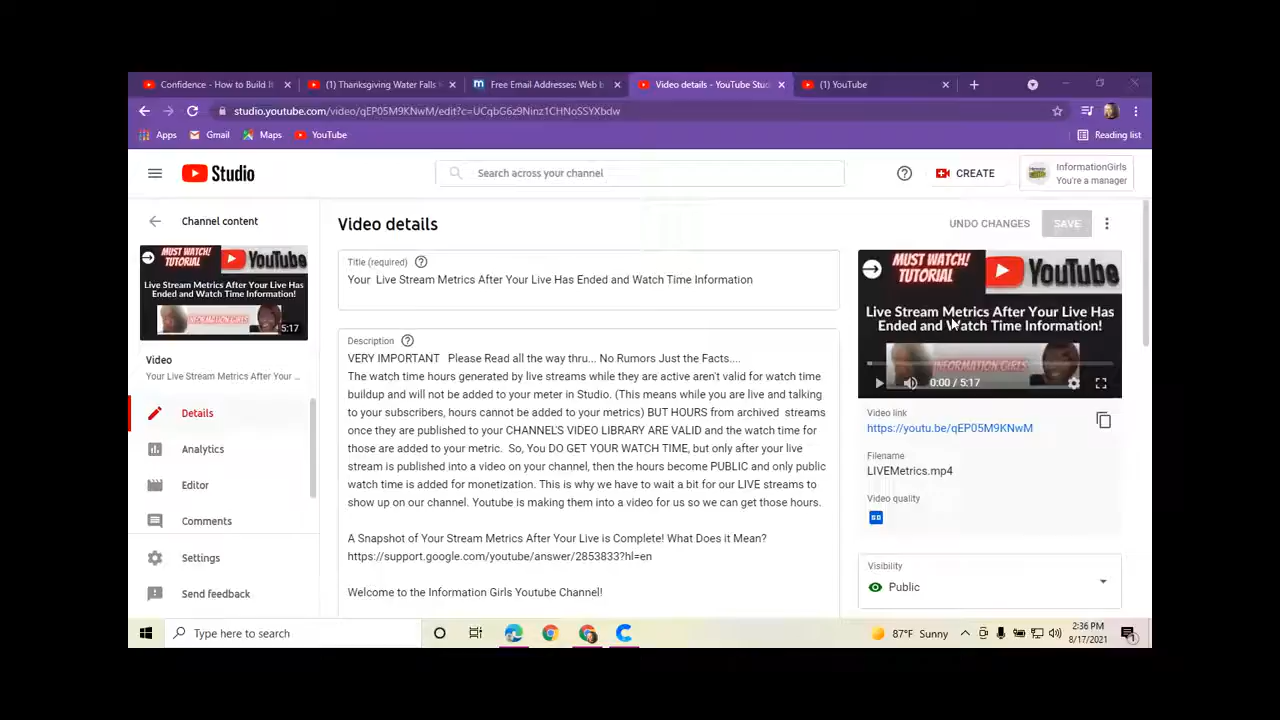 Confidence - How to Build It
(1) Thanksgiving Water Falls
Free Email Addresses: Web b
Video details - YouTube Stud
(1) YouTube
studio.youtube.com/video/qEP05M9KNwM/edit?c=UCqbG6z9Ninz1CHNoSSYXbdw
Apps
Gmail
Maps
YouTube
Reading list
Studio
Search across your channel
CREATE
InformationGirls
You're a manager
Channel content
Video details
UNDO CHANGES
SAVE
MUST WATCH!
TUTORIAL
YouTube
Live Stream Metrics After Your Live Has
Ended and Watch Time Information!
INFORMATION GIRLS
5:17
Video
Your Live Stream Metrics After Your ...
Details
Analytics
Editor
Comments
Settings
Send feedback
Title (required)
Your  Live Stream Metrics After Your Live Has Ended and Watch Time Information
Description
VERY IMPORTANT   Please Read all the way thru... No Rumors Just the Facts....
The watch time hours generated by live streams while they are active aren't valid for watch time
buildup and will not be added to your meter in Studio. (This means while you are live and talking
to your subscribers, hours cannot be added to your metrics) BUT HOURS from archived  streams
once they are published to your CHANNEL'S VIDEO LIBRARY ARE VALID and the watch time for
those are added to your metric.  So, You DO GET YOUR WATCH TIME, but only after your live
stream is published into a video on your channel, then the hours become PUBLIC and only public
watch time is added for monetization. This is why we have to wait a bit for our LIVE streams to
show up on our channel. Youtube is making them into a video for us so we can get those hours.
A Snapshot of Your Stream Metrics After Your Live is Complete! What Does it Mean?
https://support.google.com/youtube/answer/2853833?hl=en
Welcome to the Information Girls Youtube Channel!
MUST WATCH!
TUTORIAL
YouTube
Live Stream Metrics After Your Live Has
Ended and Watch Time Information!
INFORMATION GIRLS
0:00 / 5:17
Video link
https://youtu.be/qEP05M9KNwM
Filename
LIVEMetrics.mp4
Video quality
SD
Visibility
Public
Type here to search
87°F Sunny
2:36 PM
8/17/2021
1